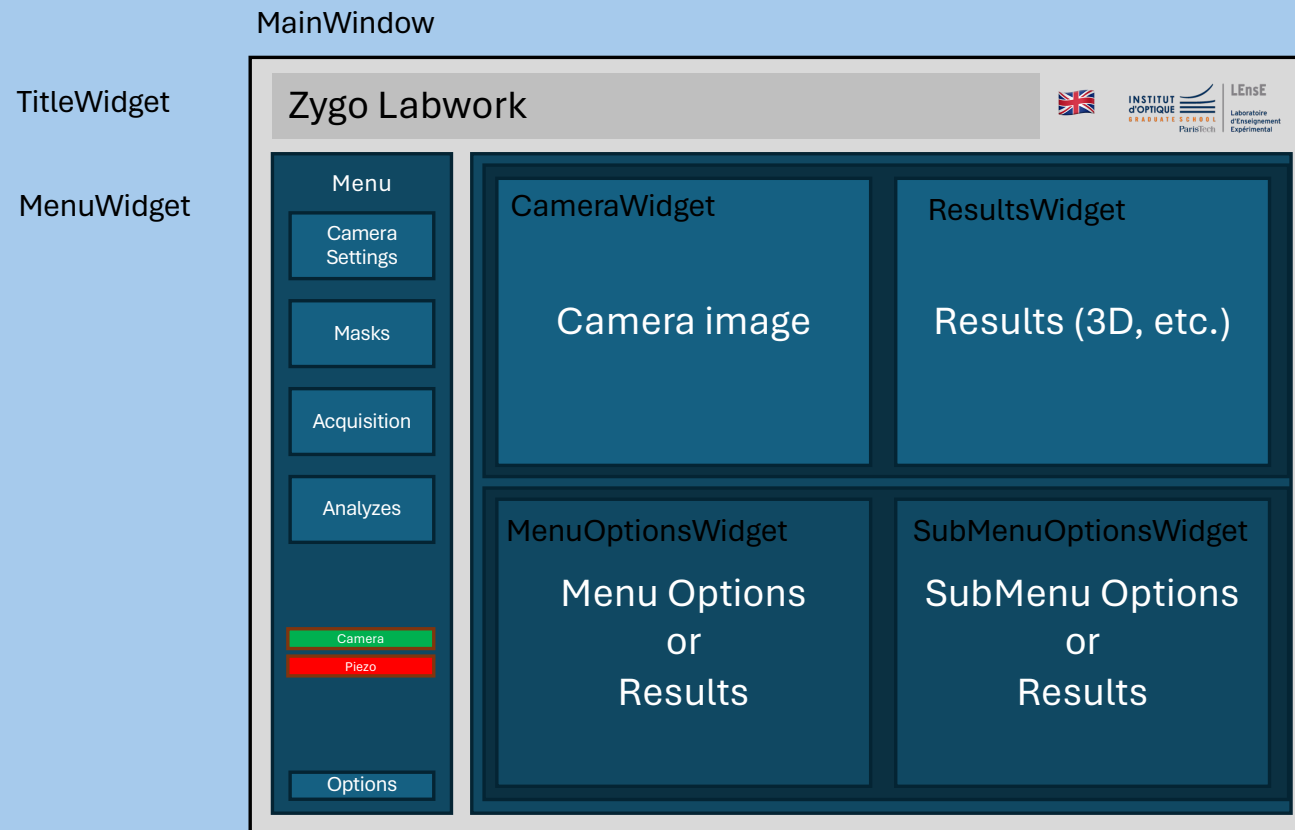 MainWindow
TitleWidget
Zygo Labwork
INSTITUT
d'OPTIQUE
GRADUATE SCHOOL
ParisTech
LEnsE
Laboratoire
d'Enseignement
Expérimental
MenuWidget
Menu
Camera
Settings
Masks
Acquisition
Analyzes
Camera
Piezo
Options
CameraWidget
Camera image
ResultsWidget
Results (3D, etc.)
MenuOptionsWidget
Menu Options
or
Results
SubMenuOptionsWidget
SubMenu Options
or
Results